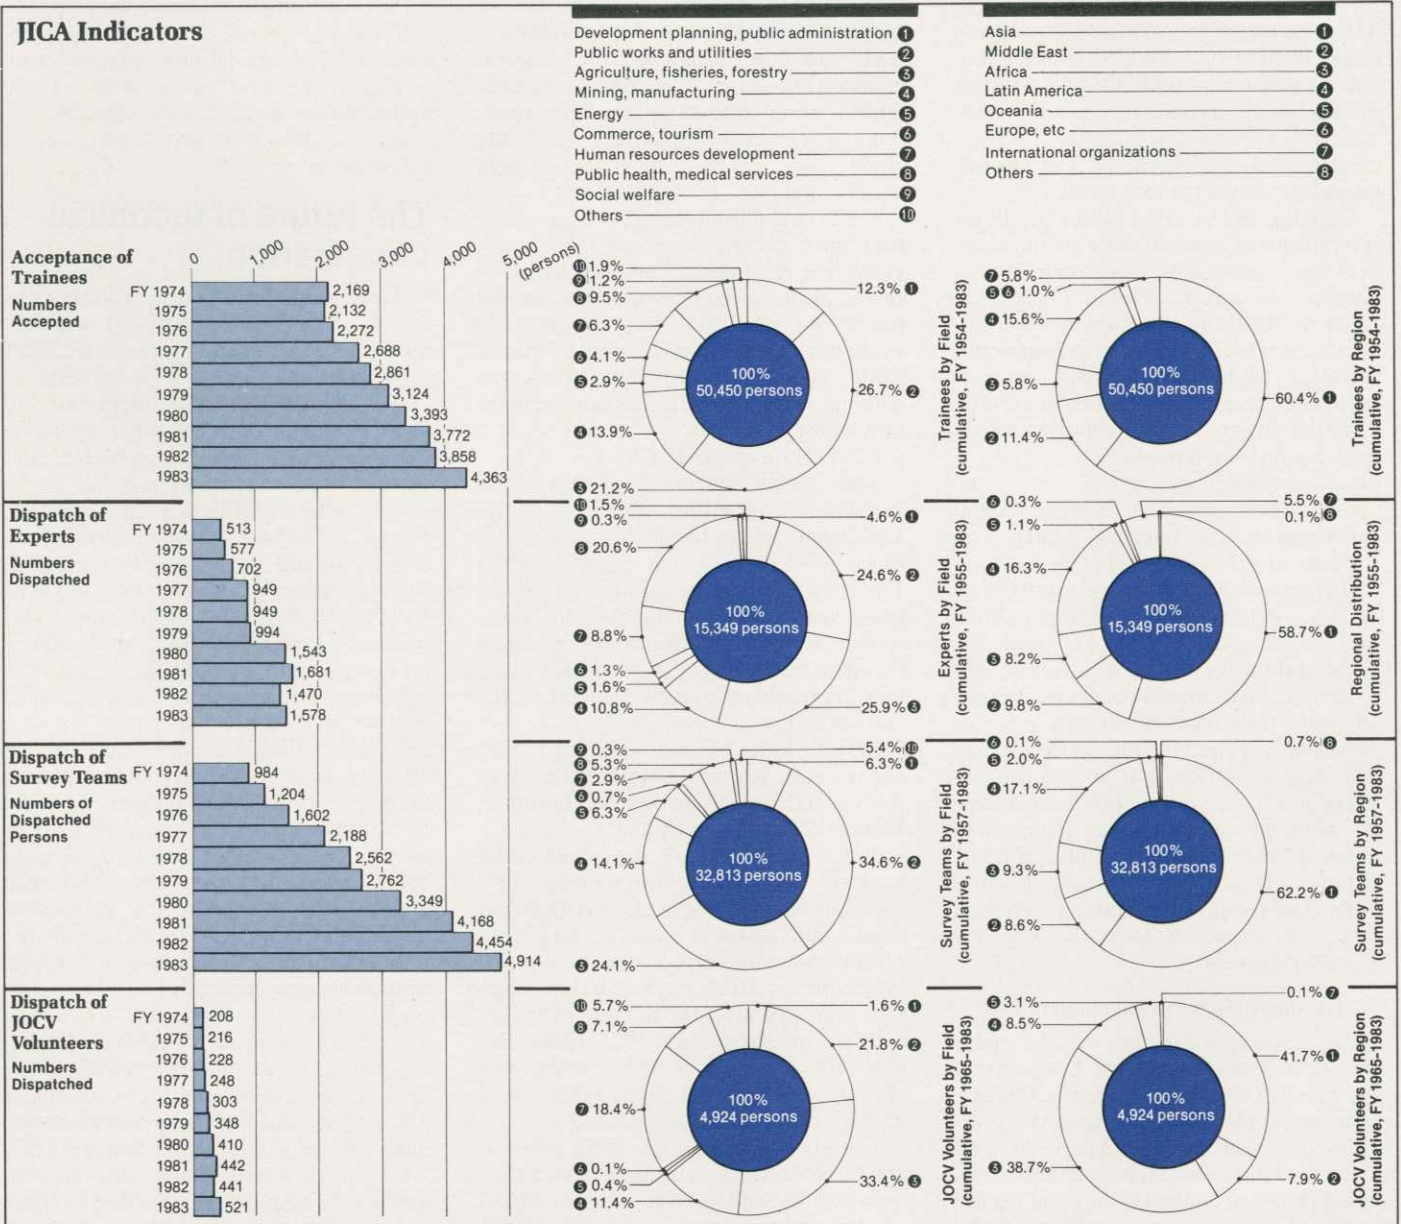 JICA Indicators
Development planning, public administration ❶
Public works and utilities ❷
Agriculture, fisheries, forestry ❸
Mining, manufacturing ❹
Energy ❺
Commerce, tourism ❻
Human resources development ❼
Public health, medical services ❽
Social welfare ❾
Others ❿
Asia ❶
Middle East ❷
Africa ❸
Latin America ❹
Oceania ❺
Europe, etc ❻
International organizations ❼
Others ❽
Acceptance of
Trainees
Numbers
Accepted
0 1,000 2,000 3,000 4,000 5,000 (persons)
FY 1974 2,169
1975 2,132
1976 2,272
1977 2,688
1978 2,861
1979 3,124
1980 3,393
1981 3,772
1982 3,858
1983 4,363
❿ 1.9%
❾ 1.2%
❽ 9.5%
❼ 6.3%
❻ 4.1%
❺ 2.9%
❹ 13.9%
❸ 21.2%
12.3% ❶
26.7% ❷
100%
50,450 persons
Trainees by Field
(cumulative, FY 1954-1983)
❼ 5.8%
❺ ❻ 1.0%
❹ 15.6%
❸ 5.8%
❷ 11.4%
60.4% ❶
100%
50,450 persons
Trainees by Region
(cumulative, FY 1954-1983)
Dispatch of
Experts
Numbers
Dispatched
FY 1974 513
1975 577
1976 702
1977 949
1978 949
1979 994
1980 1,543
1981 1,681
1982 1,470
1983 1,578
❿ 1.5%
❾ 0.3%
❽ 20.6%
❼ 8.8%
❻ 1.3%
❺ 1.6%
❹ 10.8%
4.6% ❶
24.6% ❷
25.9% ❸
100%
15,349 persons
Experts by Field
(cumulative, FY 1955-1983)
❻ 0.3%
❺ 1.1%
❹ 16.3%
❸ 8.2%
❷ 9.8%
5.5% ❼
0.1% ❽
58.7% ❶
100%
15,349 persons
Regional Distribution
(cumulative, FY 1955-1983)
Dispatch of
Survey Teams
Numbers of
Dispatched
Persons
FY 1974 984
1975 1,204
1976 1,602
1977 2,188
1978 2,562
1979 2,762
1980 3,349
1981 4,168
1982 4,454
1983 4,914
❾ 0.3%
❽ 5.3%
❼ 2.9%
❻ 0.7%
❺ 6.3%
❹ 14.1%
❸ 24.1%
5.4% ❿
6.3% ❶
34.6% ❷
100%
32,813 persons
Survey Teams by Field
(cumulative, FY 1957-1983)
❻ 0.1%
❺ 2.0%
❹ 17.1%
❸ 9.3%
❷ 8.6%
0.7% ❽
62.2% ❶
100%
32,813 persons
Survey Teams by Region
(cumulative, FY 1957-1983)
Dispatch of
JOCV
Volunteers
Numbers
Dispatched
FY 1974 208
1975 216
1976 228
1977 248
1978 303
1979 348
1980 410
1981 442
1982 441
1983 521
❿ 5.7%
❽ 7.1%
❼ 18.4%
❻ 0.1%
❺ 0.4%
❹ 11.4%
1.6% ❶
21.8% ❷
33.4% ❸
100%
4,924 persons
JOCV Volunteers by Field
(cumulative, FY 1965-1983)
❺ 3.1%
❹ 8.5%
❸ 38.7%
0.1% ❼
41.7% ❶
7.9% ❷
100%
4,924 persons
JOCV Volunteers by Region
(cumulative, FY 1965-1983)